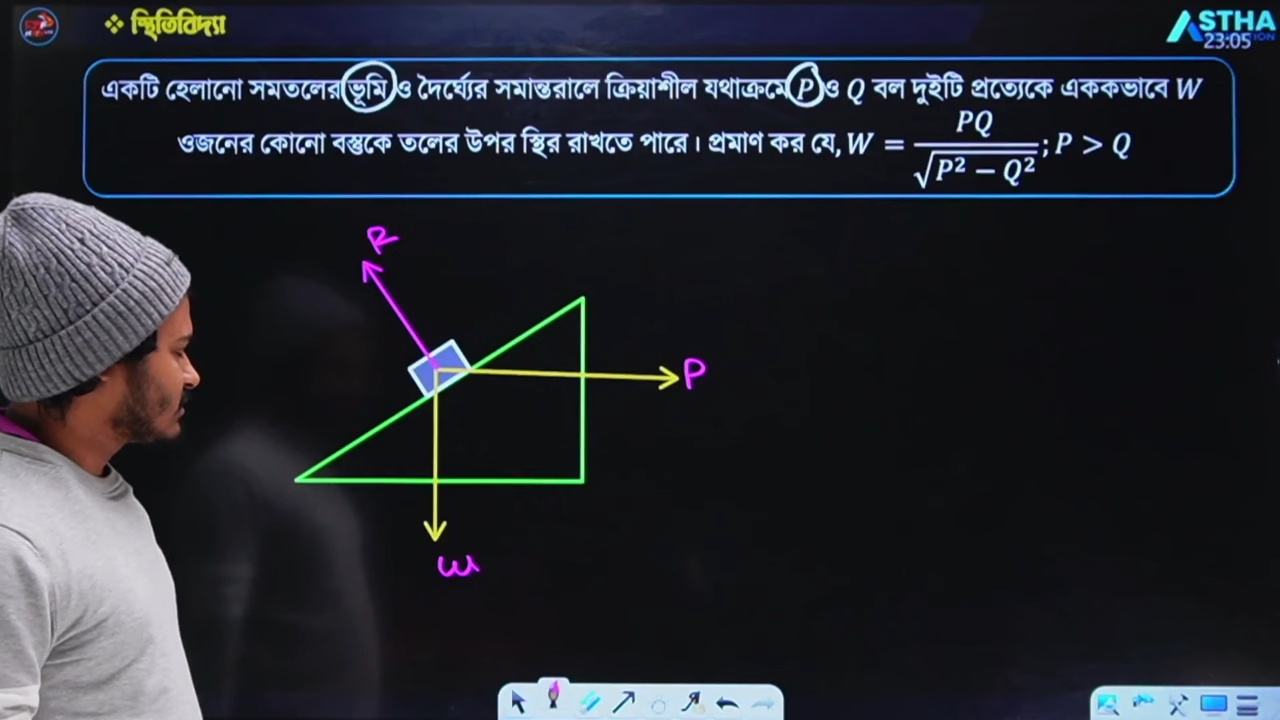 ❖ স্থিতিবিদ্যা
ASTHA
23:05
একটি হেলানো সমতলের ভূমি ও দৈর্ঘ্যের সমান্তরালে ক্রিয়াশীল যথাক্রমে P ও Q বল দুইটি প্রত্যেকে এককভাবে W
ওজনের কোনো বস্তুকে তলের উপর স্থির রাখতে পারে। প্রমাণ কর যে, W = PQ / √(P² − Q²) ; P > Q
R
P
W